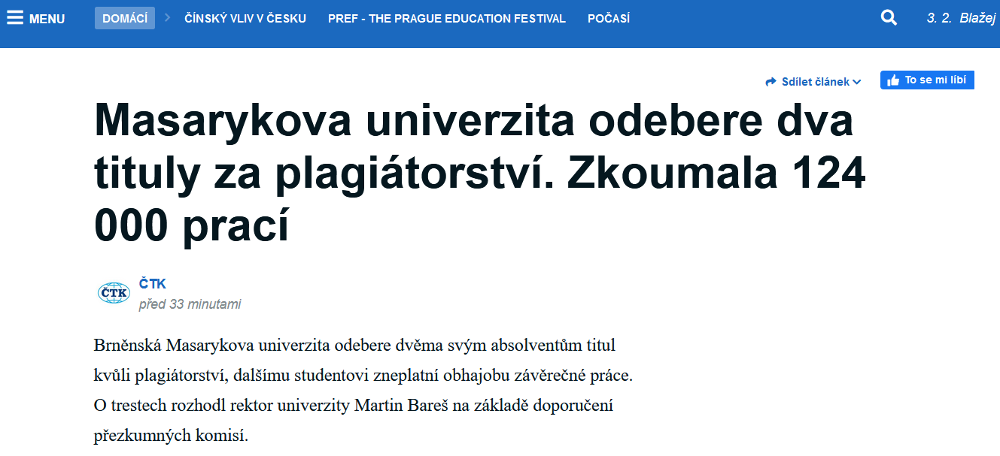 MENU DOMÁCÍ ČÍNSKÝ VLIV V ČESKU PREF - THE PRAGUE EDUCATION FESTIVAL POČASÍ 3. 2. Blažej
Sdílet článek To se mi líbí
Masarykova univerzita odebere dva
tituly za plagiátorství. Zkoumala 124
000 prací
ČTK
ČTK
před 33 minutami
Brněnská Masarykova univerzita odebere dvěma svým absolventům titul
kvůli plagiátorství, dalšímu studentovi zneplatní obhajobu závěrečné práce.
O trestech rozhodl rektor univerzity Martin Bareš na základě doporučení
přezkumných komisí.